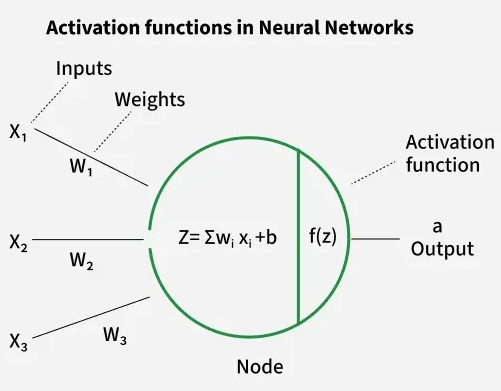 Activation functions in Neural Networks
Inputs
Weights
X₁
W₁
Activation
function
Z= Σwᵢ xᵢ +b
f(z)
a
Output
X₂
W₂
X₃
W₃
Node